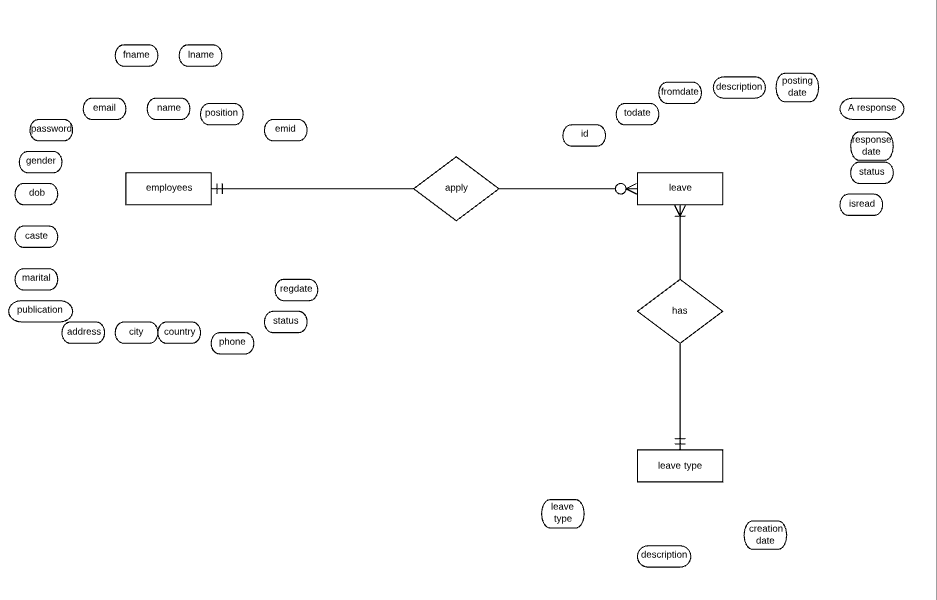 fname
lname
email
name
position
emid
password
gender
dob
caste
marital
publication
address
city
country
phone
status
regdate
employees
apply
leave
id
todate
fromdate
description
posting
date
A response
response
date
status
isread
has
leave type
leave
type
description
creation
date